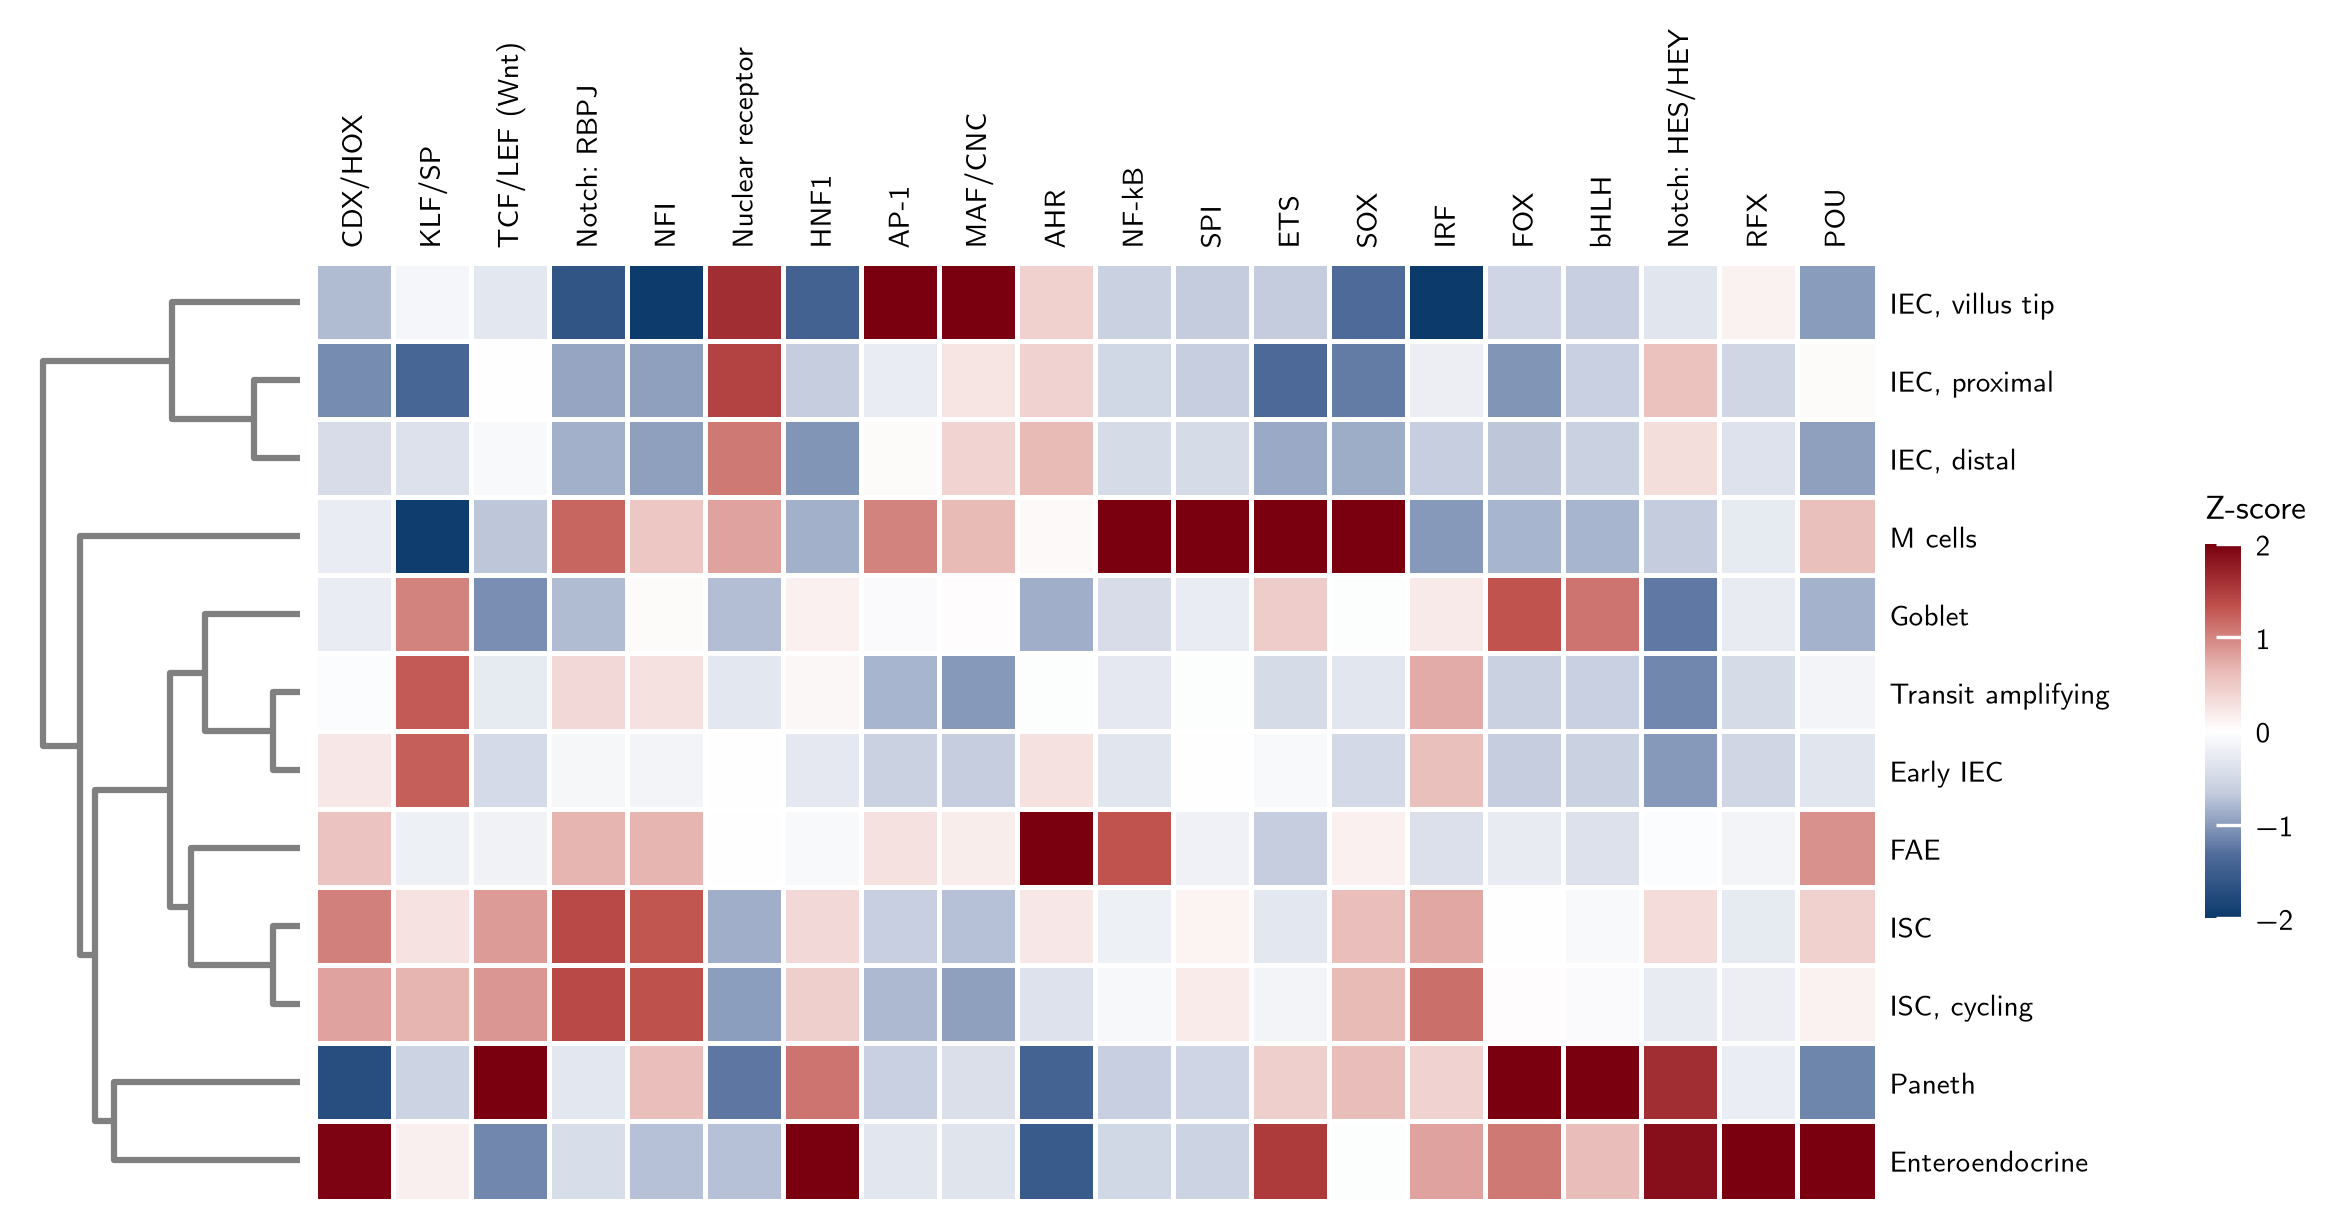 CDX/HOX
KLF/SP
TCF/LEF (Wnt)
Notch: RBPJ
NFI
Nuclear receptor
HNF1
AP-1
MAF/CNC
AHR
NF-kB
SPI
ETS
SOX
IRF
FOX
bHLH
Notch: HES/HEY
RFX
POU
IEC, villus tip
IEC, proximal
IEC, distal
M cells
Goblet
Transit amplifying
Early IEC
FAE
ISC
ISC, cycling
Paneth
Enteroendocrine
Z-score
2
1
0
−1
−2